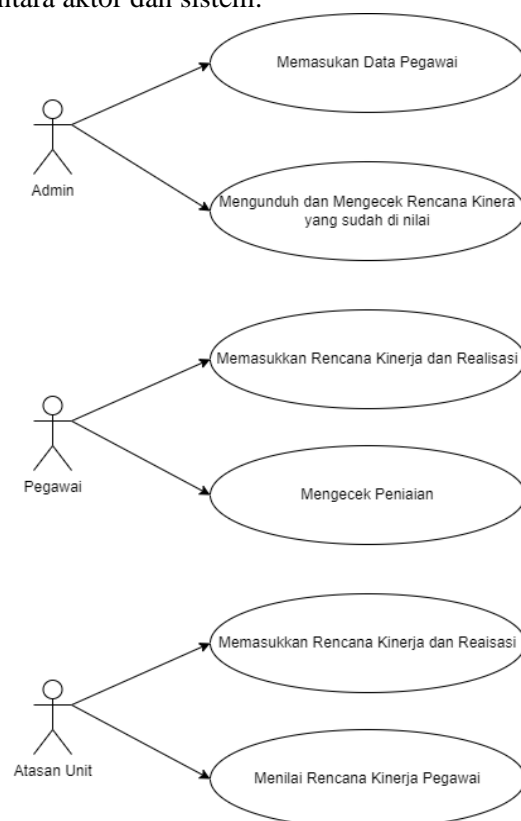 ntara aktor dan sistem.
Memasukan Data Pegawai
Admin
Mengunduh dan Mengecek Rencana Kinera
yang sudah di nilai
Memasukkan Rencana Kinerja dan Realisasi
Pegawai
Mengecek Peniaian
Memasukkan Rencana Kinerja dan Reaisasi
Atasan Unit
Menilai Rencana Kinerja Pegawai